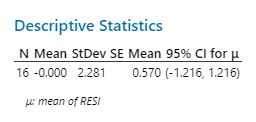 Descriptive Statistics
N Mean StDev SE Mean 95% CI for μ
16 -0.000 2.281 0.570 (-1.216, 1.216)
μ: mean of RESI